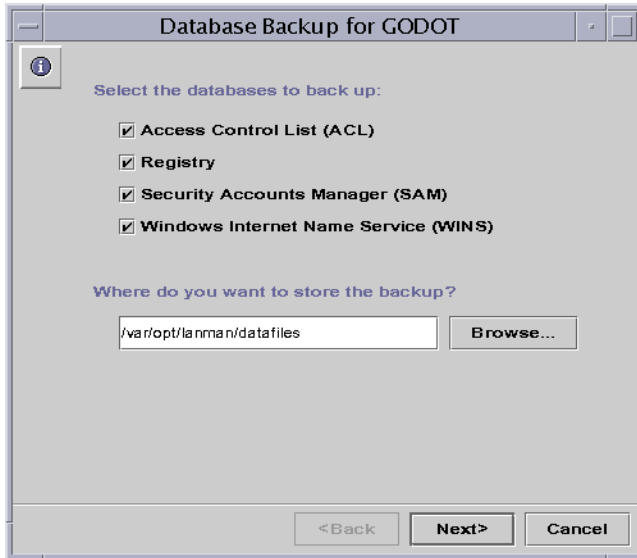 Database Backup for GODOT
Select the databases to back up:
Access Control List (ACL)
Registry
Security Accounts Manager (SAM)
Windows Internet Name Service (WINS)
Where do you want to store the backup?
/var/opt/lanman/datafiles
Browse...
<Back
Next>
Cancel